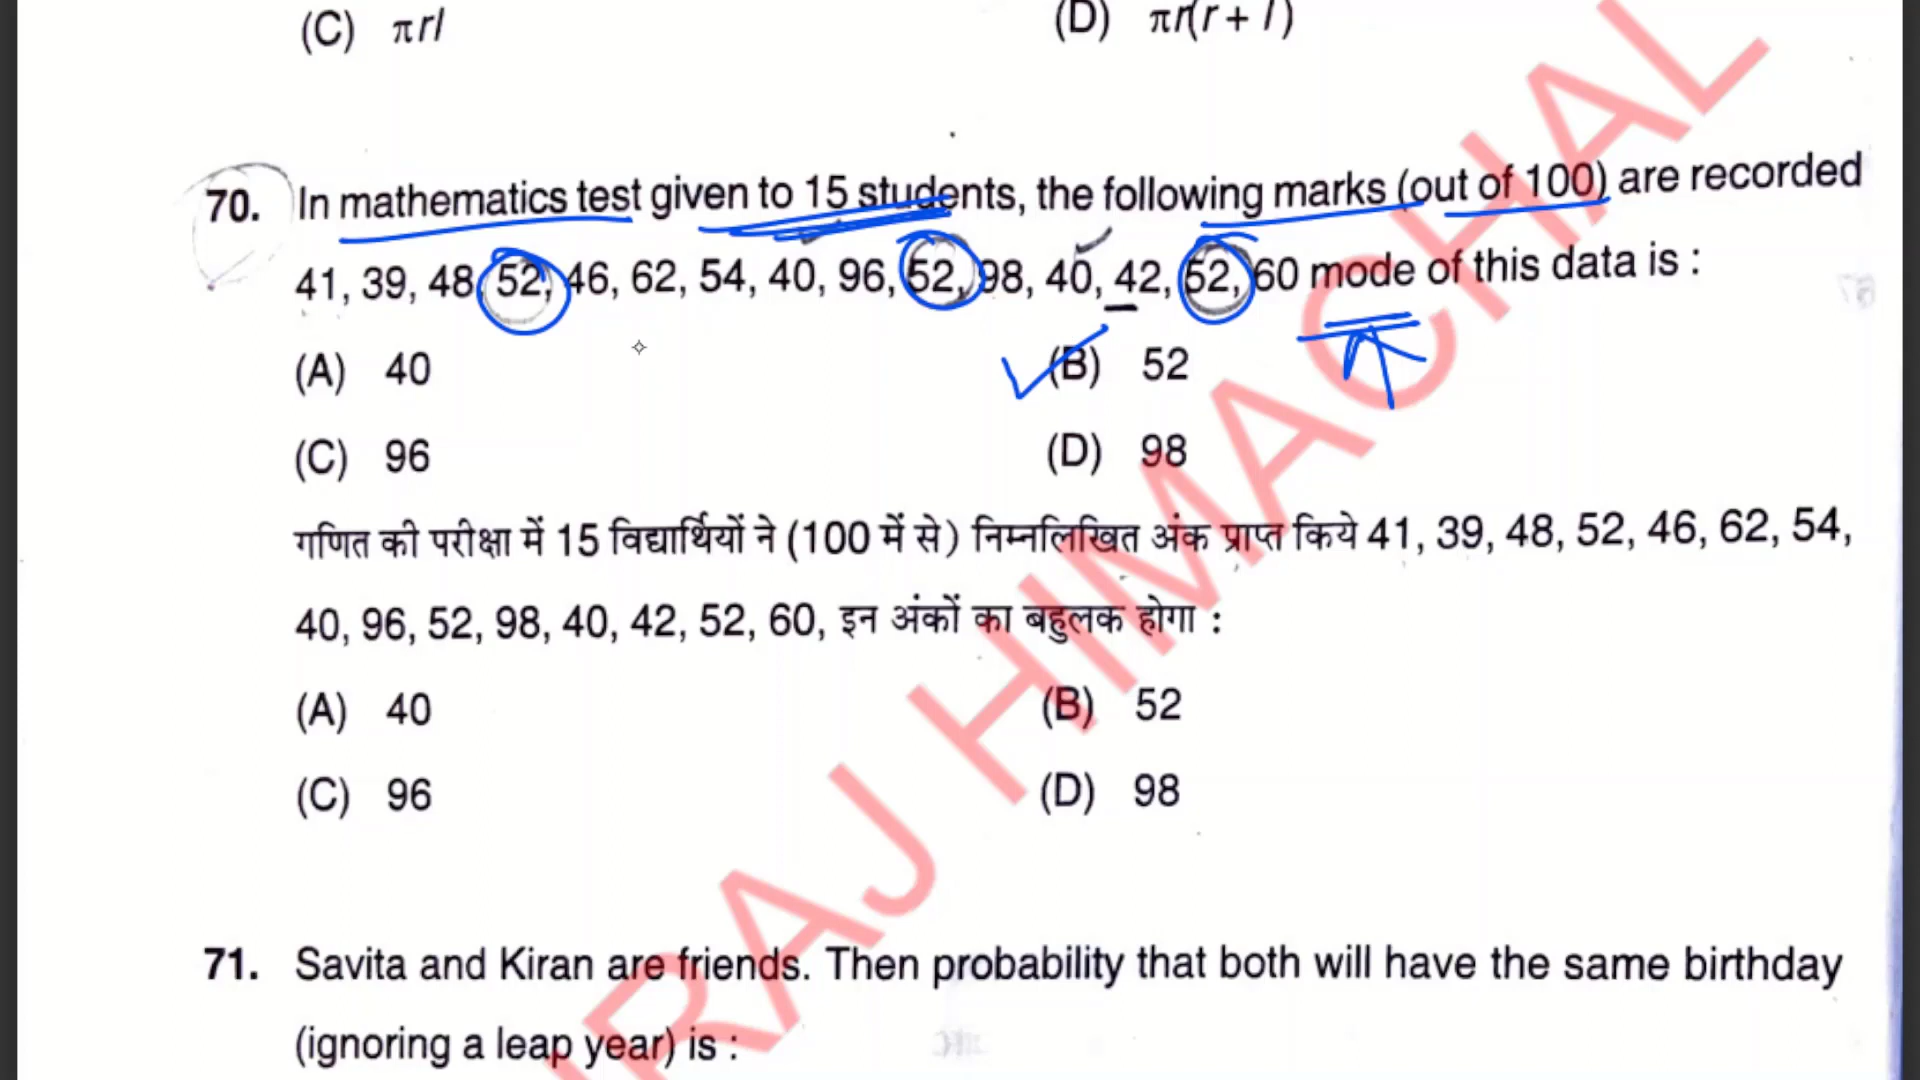 (C) πrl (D) πr(r + l)
70. In mathematics test given to 15 students, the following marks (out of 100) are recorded
41, 39, 48, 52, 46, 62, 54, 40, 96, 52, 98, 40, 42, 52, 60 mode of this data is :
(A) 40 (B) 52
(C) 96 (D) 98
गणित की परीक्षा में 15 विद्यार्थियों ने (100 में से) निम्नलिखित अंक प्राप्त किये 41, 39, 48, 52, 46, 62, 54,
40, 96, 52, 98, 40, 42, 52, 60, इन अंकों का बहुलक होगा :
(A) 40 (B) 52
(C) 96 (D) 98
71. Savita and Kiran are friends. Then probability that both will have the same birthday
(ignoring a leap year) is :
RAJ HIMACHAL